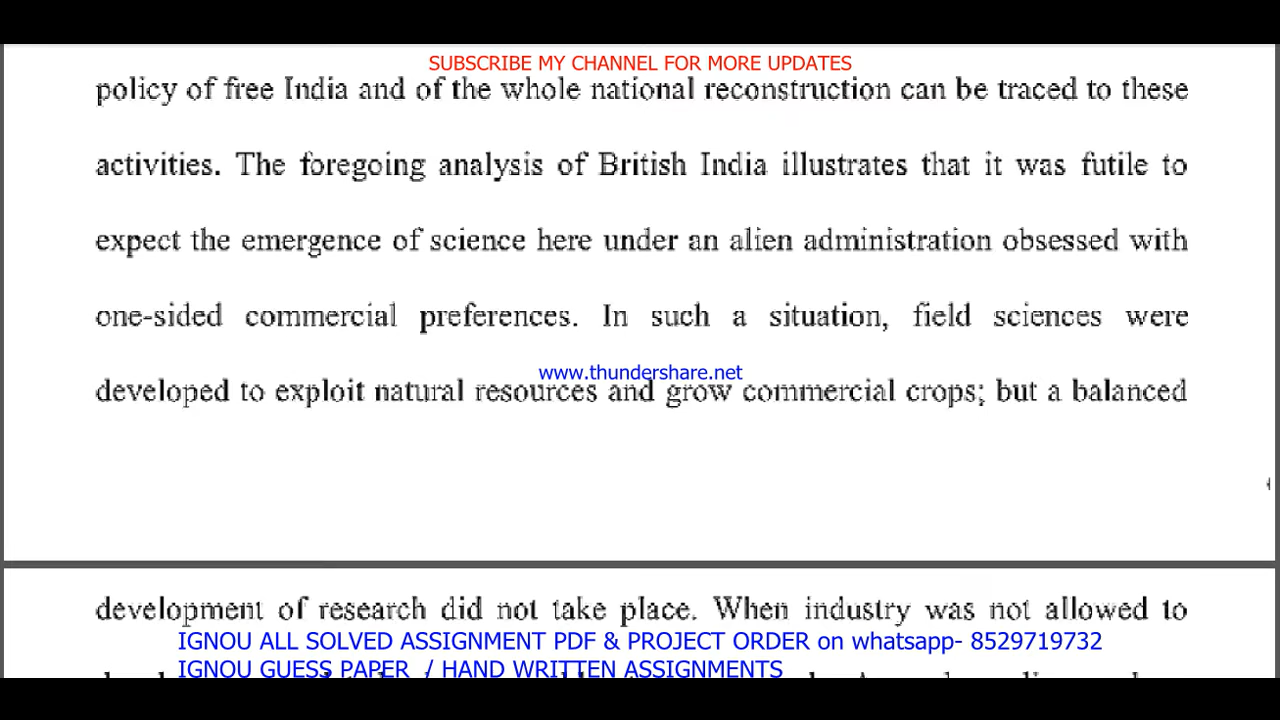 SUBSCRIBE MY CHANNEL FOR MORE UPDATES
policy of free India and of the whole national reconstruction can be traced to these
activities. The foregoing analysis of British India illustrates that it was futile to
expect the emergence of science here under an alien administration obsessed with
one-sided commercial preferences. In such a situation, field sciences were
www.thundershare.net
developed to exploit natural resources and grow commercial crops; but a balanced
development of research did not take place. When industry was not allowed to
IGNOU ALL SOLVED ASSIGNMENT PDF & PROJECT ORDER on whatsapp- 8529719732
IGNOU GUESS PAPER / HAND WRITTEN ASSIGNMENTS